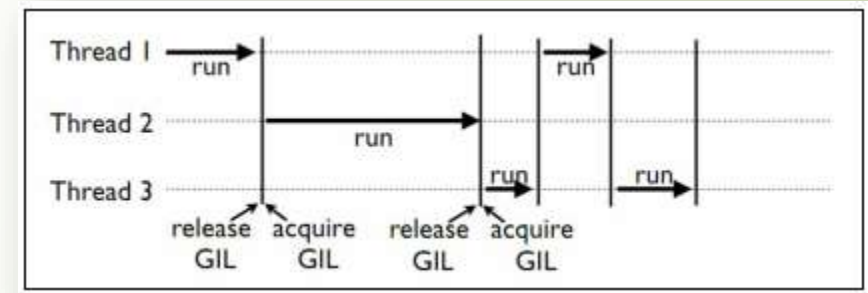 Thread 1
run
run
Thread 2
run
run
run
Thread 3
release acquire release acquire
GIL GIL GIL GIL